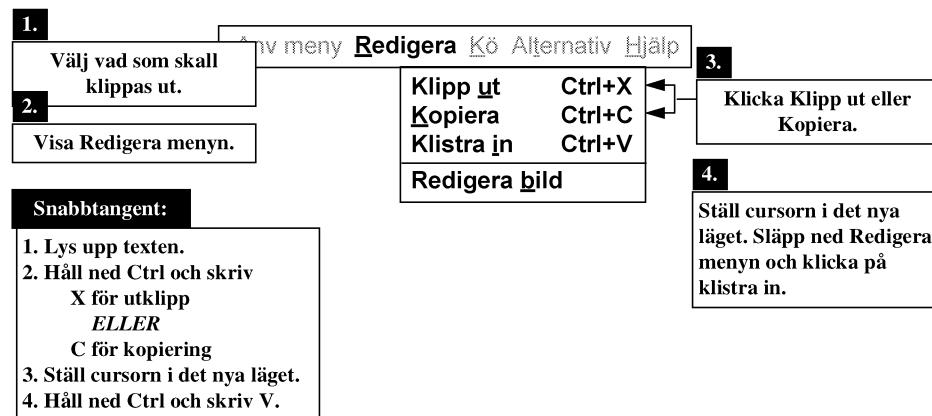 1.
Välj vad som skall
klippas ut.
2.
Visa Redigera menyn.
Anv meny Redigera Kö Alternativ Hjälp
Klipp ut Ctrl+X
Kopiera Ctrl+C
Klistra in Ctrl+V
Redigera bild
3.
Klicka Klipp ut eller
Kopiera.
4.
Ställ cursorn i det nya
läget. Släpp ned Redigera
menyn och klicka på
klistra in.
Snabbtangent:
1. Lys upp texten.
2. Håll ned Ctrl och skriv
X för utklipp
ELLER
C för kopiering
3. Ställ cursorn i det nya läget.
4. Håll ned Ctrl och skriv V.